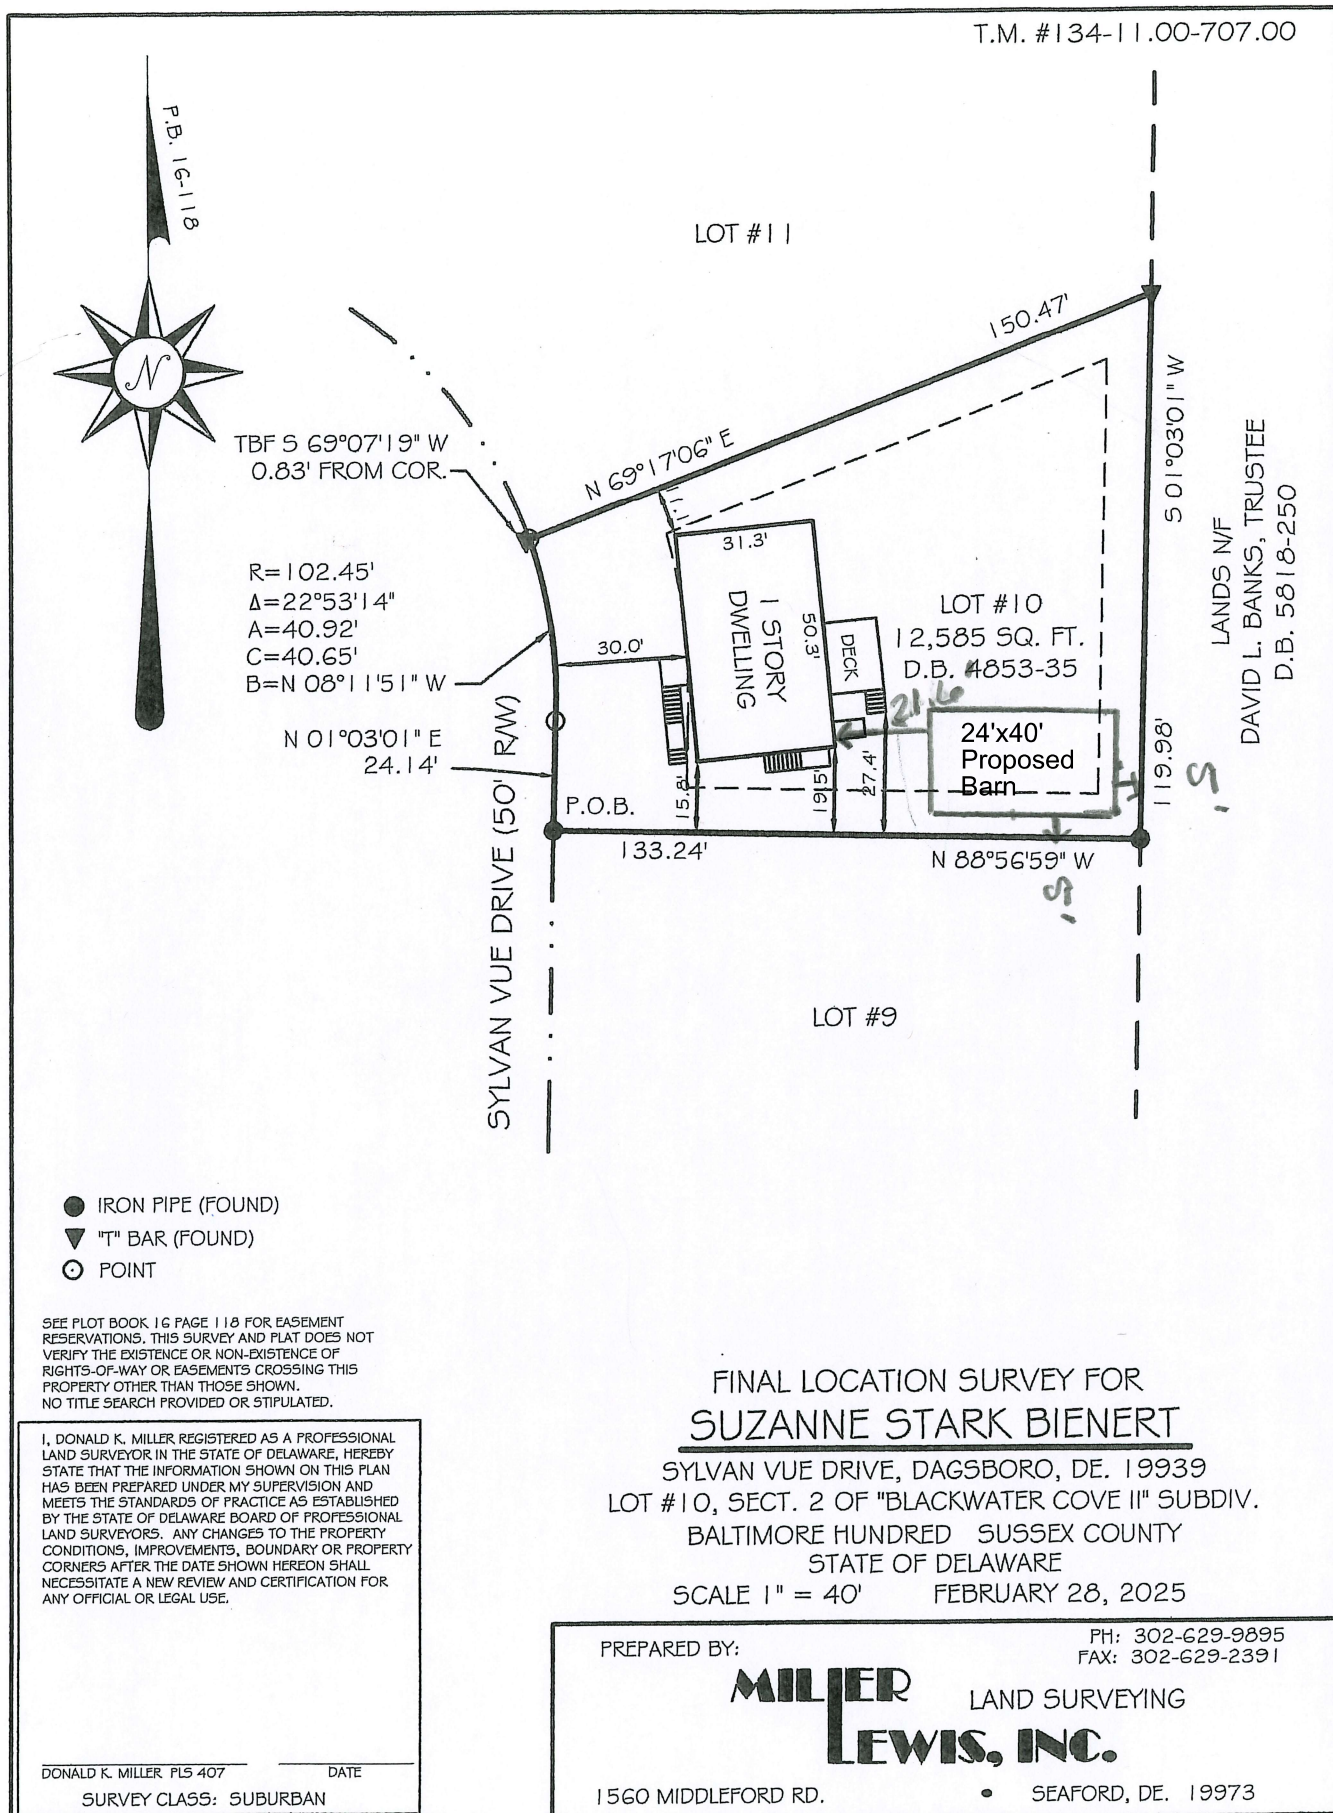 T.M. #134-11.00-707.00
P.B. 16-118
N
LOT #11
150.47'
N 69°17'06" E
TBF S 69°07'19" W
0.83' FROM COR.
S 01°03'01" W
119.98'
LANDS N/F
DAVID L. BANKS, TRUSTEE
D.B. 5818-250
R=102.45'
Δ=22°53'14"
A=40.92'
C=40.65'
B=N 08°11'51" W
N 01°03'01" E
24.14'
31.3'
50.3'
1 STORY
DWELLING
DECK
30.0'
LOT #10
12,585 SQ. FT.
D.B. 4853-35
21.6
24'x40'
Proposed
Barn
5'
15.8'
19.5'
27.4'
P.O.B.
133.24'
N 88°56'59" W
5'
SYLVAN VUE DRIVE (50' R/W)
LOT #9
IRON PIPE (FOUND)
"T" BAR (FOUND)
POINT
SEE PLOT BOOK 16 PAGE 118 FOR EASEMENT
RESERVATIONS. THIS SURVEY AND PLAT DOES NOT
VERIFY THE EXISTENCE OR NON-EXISTENCE OF
RIGHTS-OF-WAY OR EASEMENTS CROSSING THIS
PROPERTY OTHER THAN THOSE SHOWN.
NO TITLE SEARCH PROVIDED OR STIPULATED.
I, DONALD K. MILLER REGISTERED AS A PROFESSIONAL
LAND SURVEYOR IN THE STATE OF DELAWARE, HEREBY
STATE THAT THE INFORMATION SHOWN ON THIS PLAN
HAS BEEN PREPARED UNDER MY SUPERVISION AND
MEETS THE STANDARDS OF PRACTICE AS ESTABLISHED
BY THE STATE OF DELAWARE BOARD OF PROFESSIONAL
LAND SURVEYORS. ANY CHANGES TO THE PROPERTY
CONDITIONS, IMPROVEMENTS, BOUNDARY OR PROPERTY
CORNERS AFTER THE DATE SHOWN HEREON SHALL
NECESSITATE A NEW REVIEW AND CERTIFICATION FOR
ANY OFFICIAL OR LEGAL USE.
DONALD K. MILLER PLS 407 DATE
SURVEY CLASS: SUBURBAN
FINAL LOCATION SURVEY FOR
SUZANNE STARK BIENERT
SYLVAN VUE DRIVE, DAGSBORO, DE. 19939
LOT #10, SECT. 2 OF "BLACKWATER COVE II" SUBDIV.
BALTIMORE HUNDRED SUSSEX COUNTY
STATE OF DELAWARE
SCALE 1" = 40' FEBRUARY 28, 2025
PREPARED BY:
PH: 302-629-9895
FAX: 302-629-2391
MILLER
LEWIS, INC.
LAND SURVEYING
1560 MIDDLEFORD RD. • SEAFORD, DE. 19973